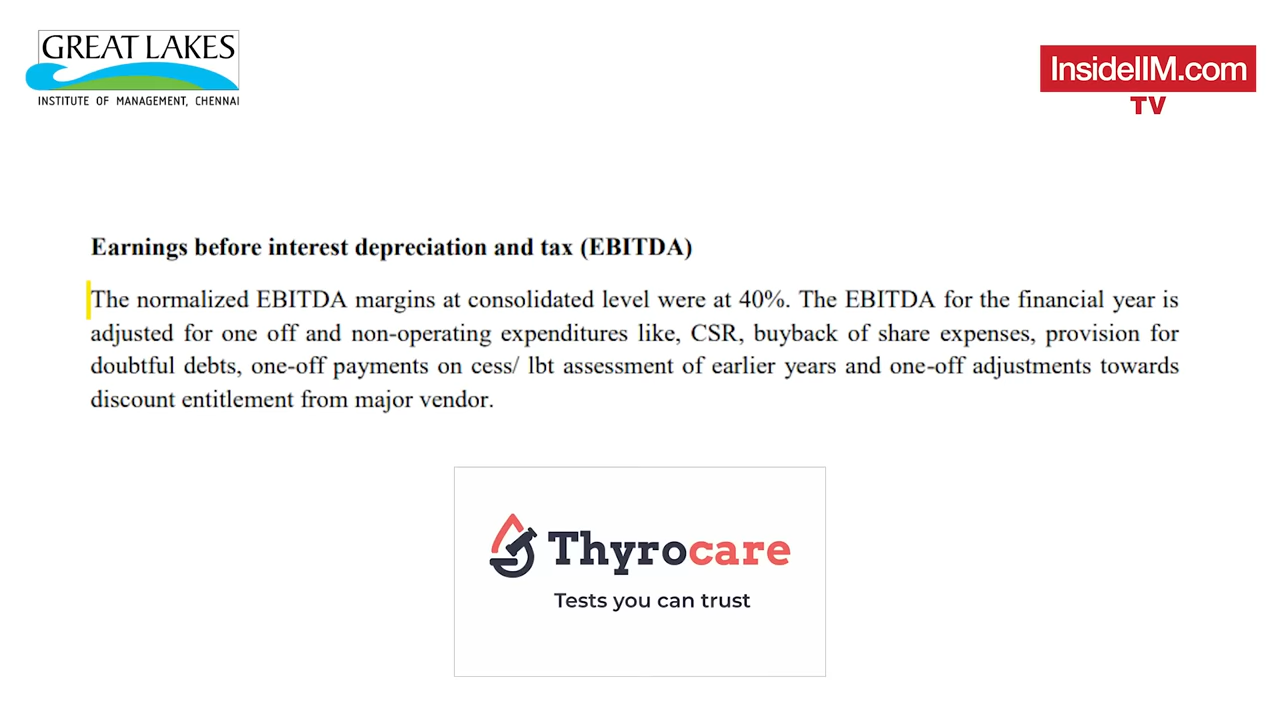 GREAT LAKES
INSTITUTE OF MANAGEMENT, CHENNAI
InsideIIM.com
TV
Earnings before interest depreciation and tax (EBITDA)
The normalized EBITDA margins at consolidated level were at 40%. The EBITDA for the financial year is
adjusted for one off and non-operating expenditures like, CSR, buyback of share expenses, provision for
doubtful debts, one-off payments on cess/ lbt assessment of earlier years and one-off adjustments towards
discount entitlement from major vendor.
Thyrocare
Tests you can trust